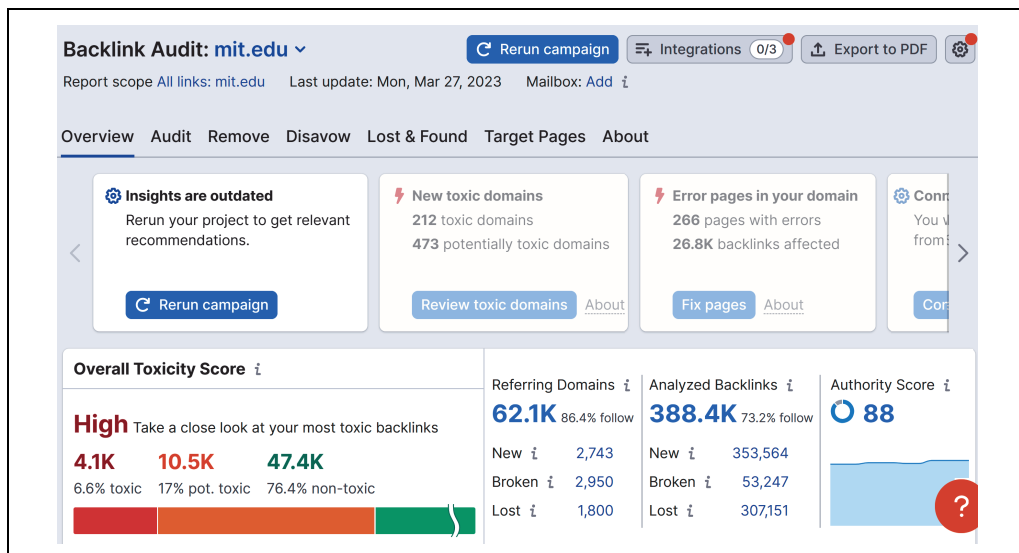 Backlink Audit: mit.edu
Rerun campaign
Integrations 0/3
Export to PDF
Report scope All links: mit.edu Last update: Mon, Mar 27, 2023 Mailbox: Add i
Overview Audit Remove Disavow Lost & Found Target Pages About
Insights are outdated
Rerun your project to get relevant
recommendations.
Rerun campaign
New toxic domains
212 toxic domains
473 potentially toxic domains
Review toxic domains About
Error pages in your domain
266 pages with errors
26.8K backlinks affected
Fix pages About
You
from
Overall Toxicity Score i
High Take a close look at your most toxic backlinks
4.1K 10.5K 47.4K
6.6% toxic 17% pot. toxic 76.4% non-toxic
Referring Domains i
62.1K 86.4% follow
New i 2,743
Broken i 2,950
Lost i 1,800
Analyzed Backlinks i
388.4K 73.2% follow
New i 353,564
Broken i 53,247
Lost i 307,151
Authority Score i
88
?